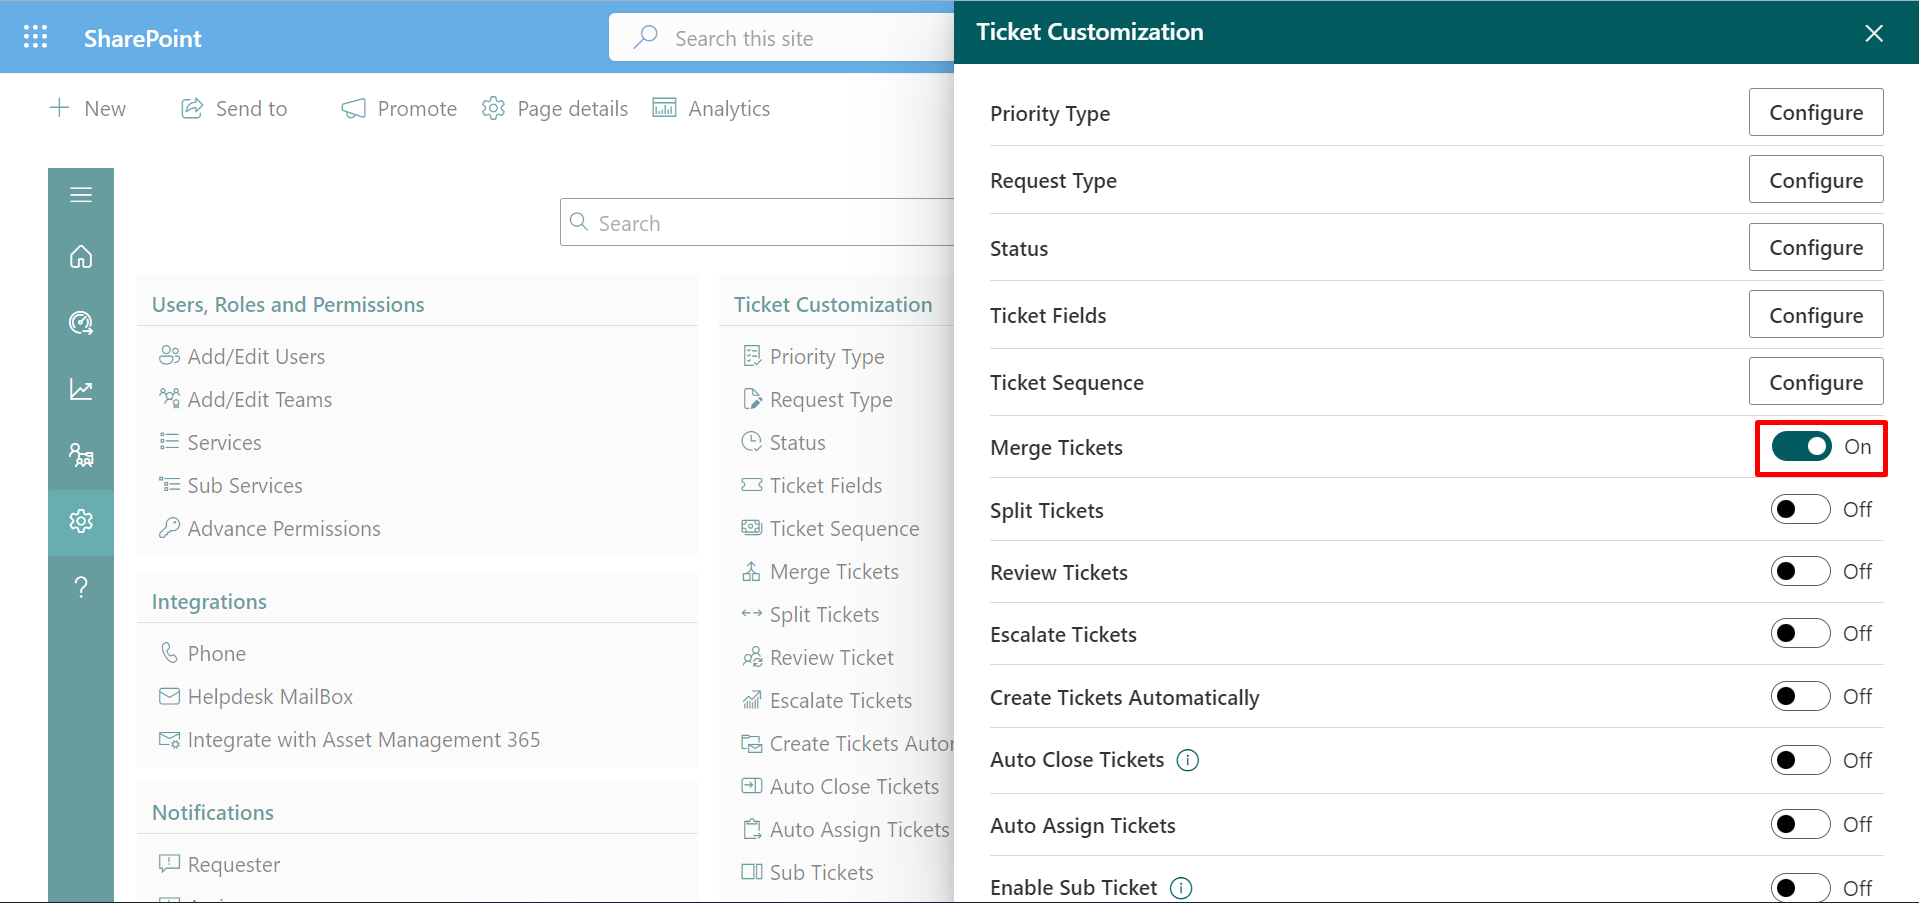 SharePoint
Search this site
New
Send to
Promote
Page details
Analytics
Search
Users, Roles and Permissions
Add/Edit Users
Add/Edit Teams
Services
Sub Services
Advance Permissions
Integrations
Phone
Helpdesk MailBox
Integrate with Asset Management 365
Notifications
Requester
Ticket Customization
Priority Type
Request Type
Status
Ticket Fields
Ticket Sequence
Merge Tickets
Split Tickets
Review Ticket
Escalate Tickets
Create Tickets Autor
Auto Close Tickets
Auto Assign Tickets
Sub Tickets
Ticket Customization
Priority Type Configure
Request Type Configure
Status Configure
Ticket Fields Configure
Ticket Sequence Configure
Merge Tickets On
Split Tickets Off
Review Tickets Off
Escalate Tickets Off
Create Tickets Automatically Off
Auto Close Tickets Off
Auto Assign Tickets Off
Enable Sub Ticket Off